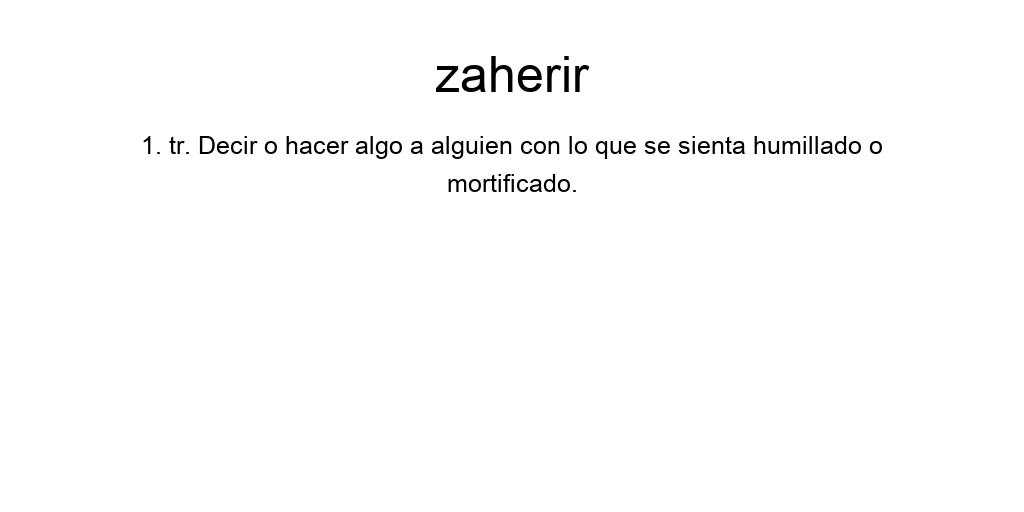 zaherir
1. tr. Decir o hacer algo a alguien con lo que se sienta humillado o
mortificado.